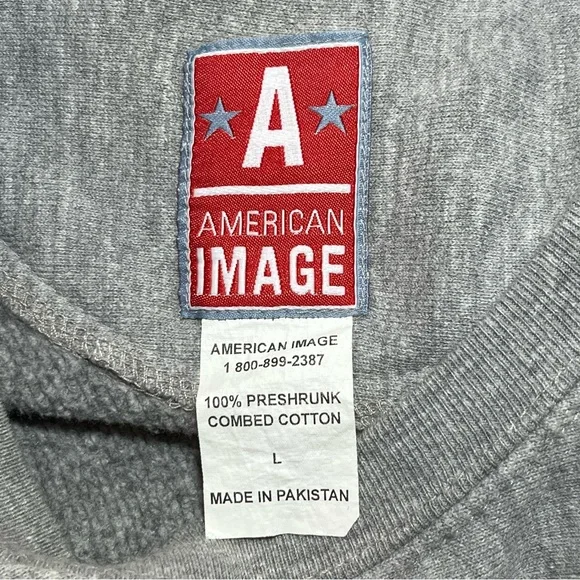 A
AMERICAN
IMAGE
AMERICAN IMAGE
1 800-899-2387
100% PRESHRUNK
COMBED COTTON
L
MADE IN PAKISTAN